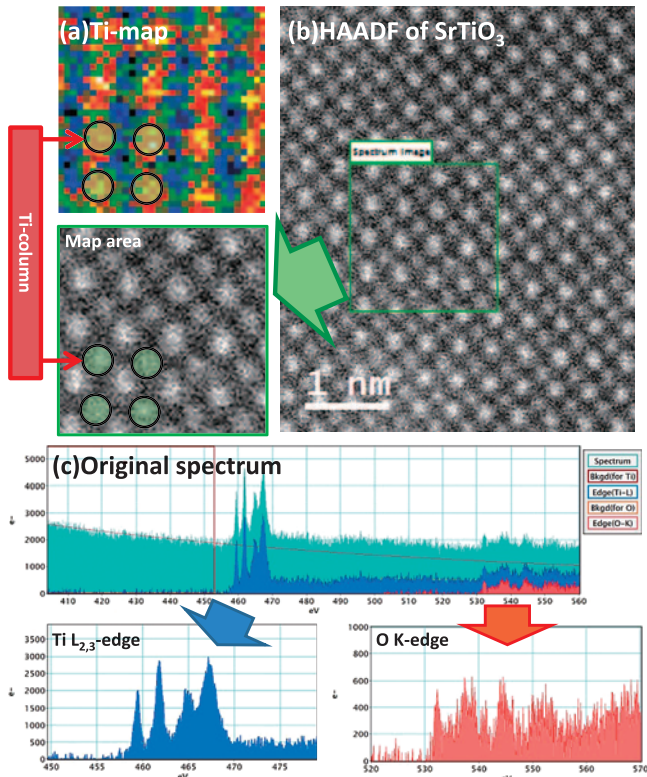 (a)Ti-map
(b)HAADF of SrTiO₃
Spectrum Image
Ti-column
Map area
1 nm
(c)Original spectrum
5000
4000
3000
2000
1000
0
e-
410 420 430 440 450 460 470 480 490 500 510 520 530 540 550 560
eV
Spectrum
Bkgd(for Ti)
Edge(Ti-L)
Bkgd(for O)
Edge(O-K)
Ti L₂,₃-edge
3500
3000
2500
2000
1500
1000
500
0
e-
450 455 460 465 470 475
eV
O K-edge
1000
800
600
400
200
0
e-
520 530 540 550 560 570